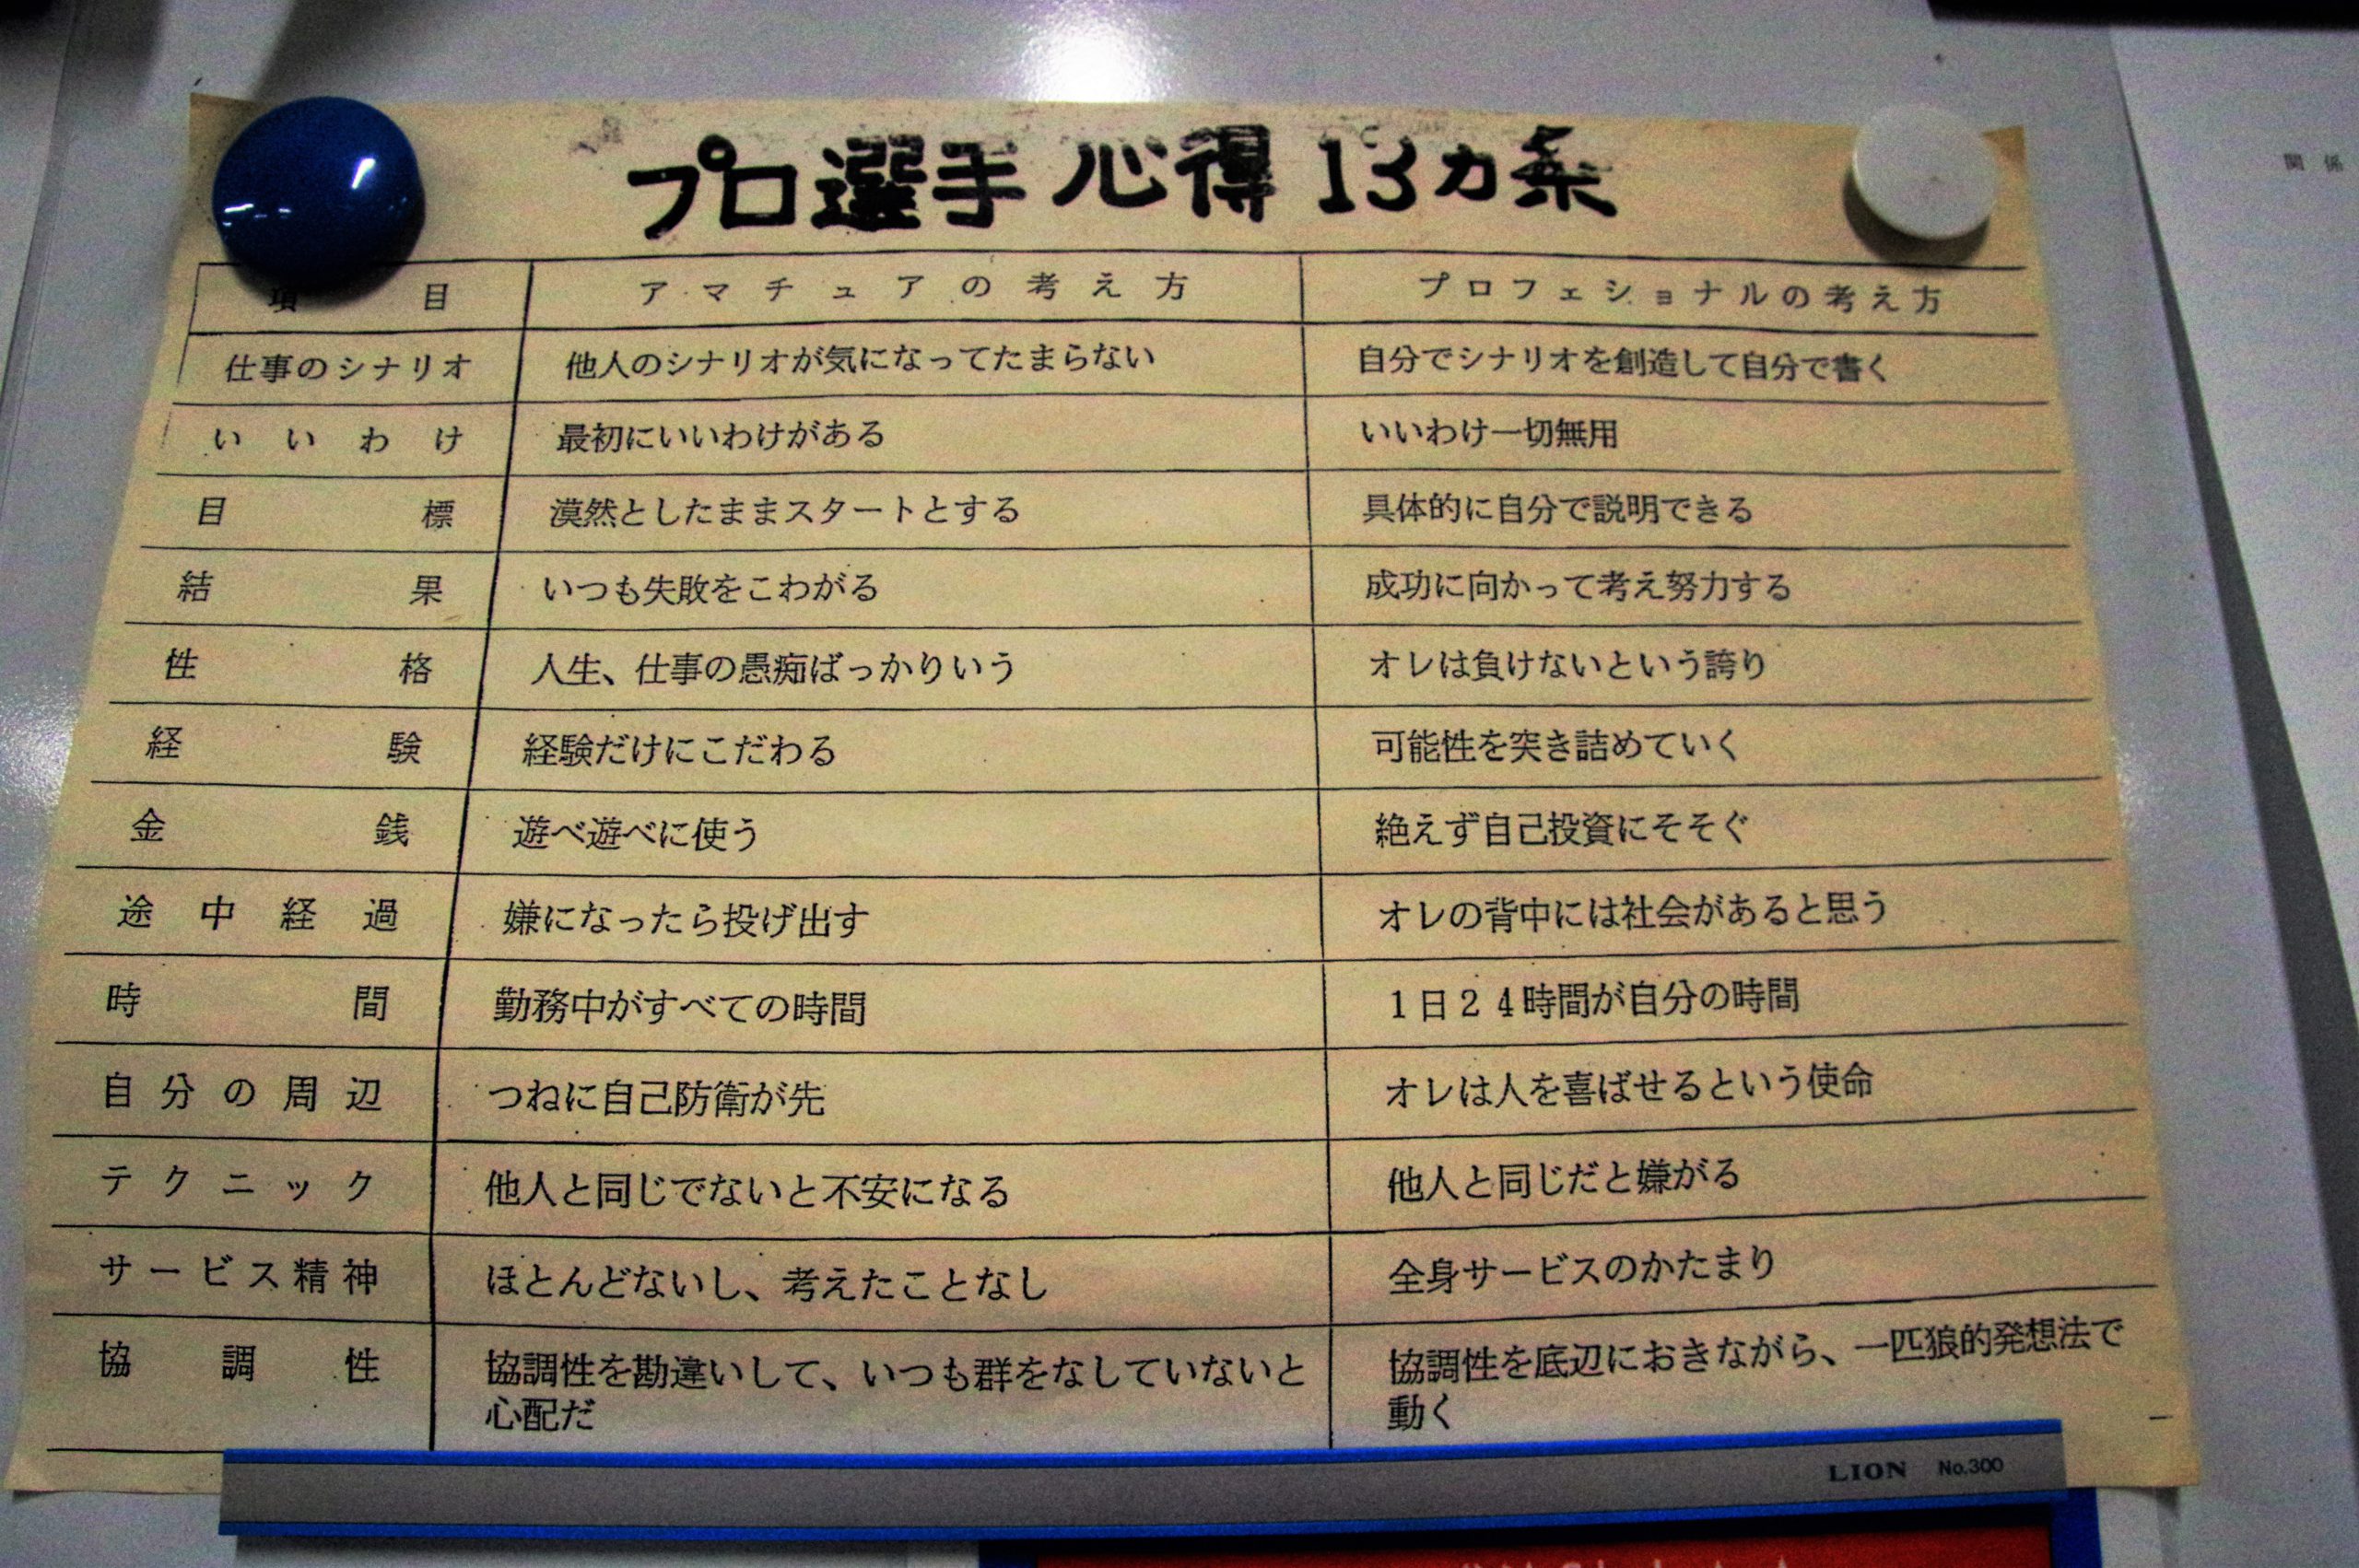 プロ選手心得13カ条
項目 アマチュアの考え方 プロフェショナルの考え方
仕事のシナリオ 他人のシナリオが気になってたまらない 自分でシナリオを創造して自分で書く
いいわけ 最初にいいわけがある いいわけ一切無用
目標 漠然としたままスタートとする 具体的に自分で説明できる
結果 いつも失敗をこわがる 成功に向かって考え努力する
性格 人生、仕事の愚痴ばっかりいう オレは負けないという誇り
経験 経験だけにこだわる 可能性を突き詰めていく
金銭 遊べ遊べに使う 絶えず自己投資にそそぐ
途中経過 嫌になったら投げ出す オレの背中には社会があると思う
時間 勤務中がすべての時間 1日24時間が自分の時間
自分の周辺 つねに自己防衛が先 オレは人を喜ばせるという使命
テクニック 他人と同じでないと不安になる 他人と同じだと嫌がる
サービス精神 ほとんどないし、考えたことなし 全身サービスのかたまり
協調性 協調性を勘違いして、いつも群をなしていないと 協調性を底辺におきながら、一匹狼的発想法で
心配だ 動く
LION No.300
関係